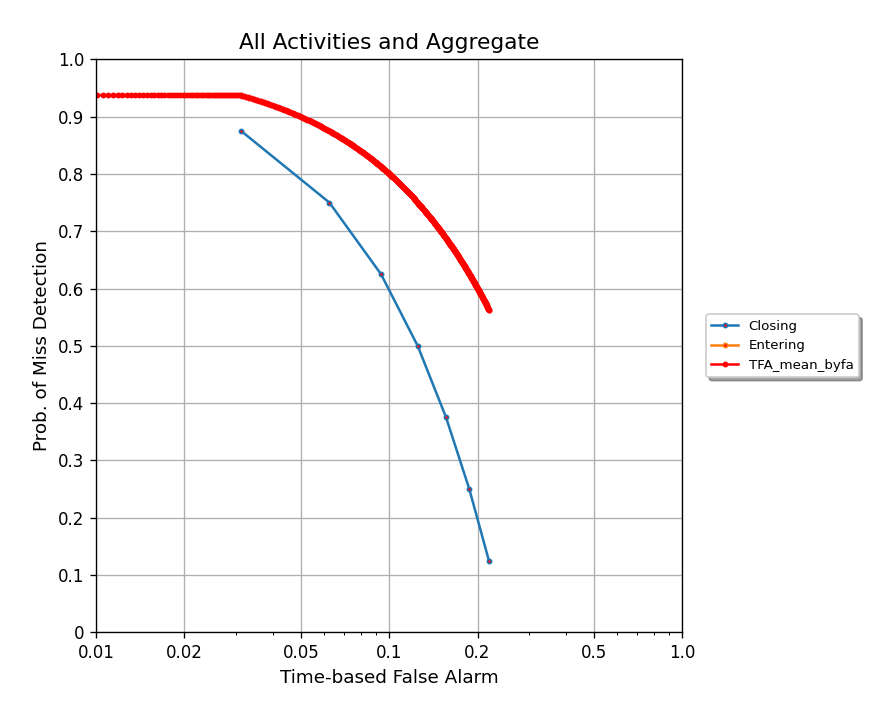 All Activities and Aggregate
1.0
0.9
0.8
0.7
0.6
0.5
0.4
0.3
0.2
0.1
0
Prob. of Miss Detection
0.01 0.02 0.05 0.1 0.2 0.5 1.0
Time-based False Alarm
Closing
Entering
TFA_mean_byfa